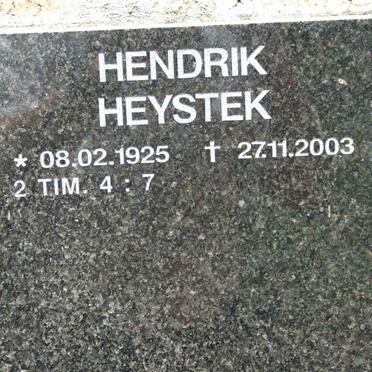 HENDRIK
HEYSTEK
* 08.02.1925 † 27.11.2003
2 TIM. 4 : 7